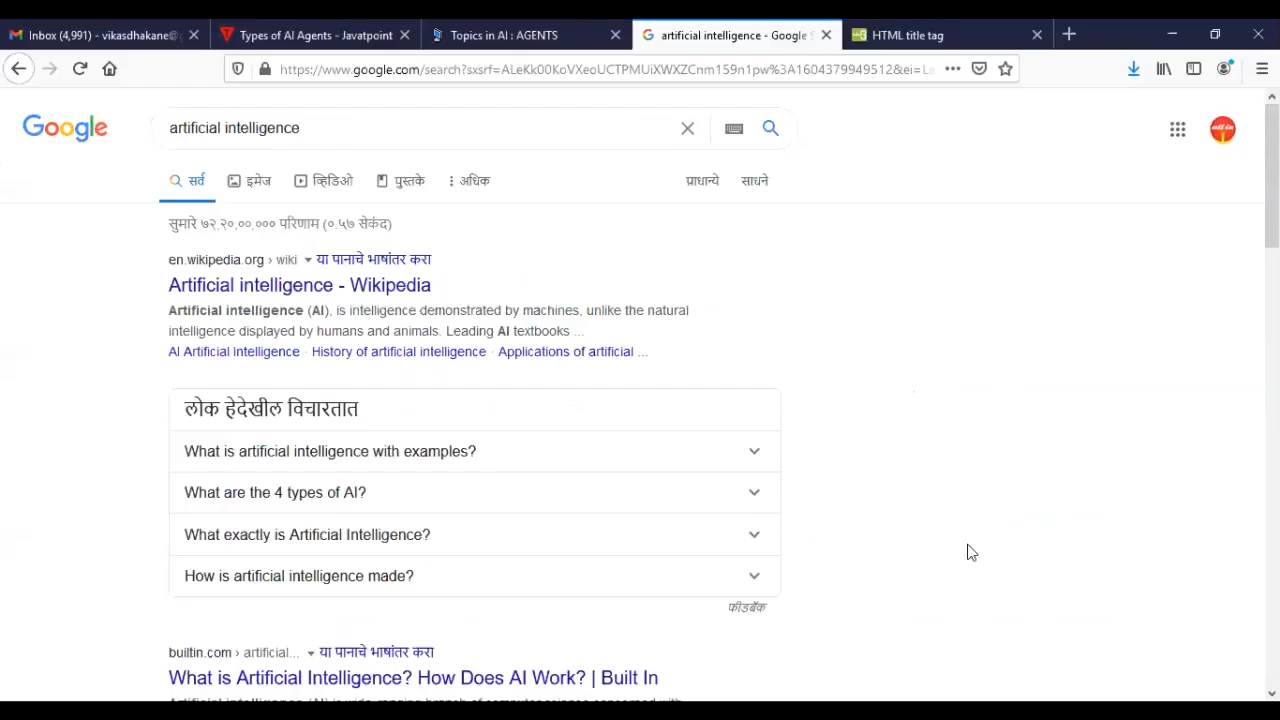 Inbox (4,991) - vikasdhakane@g
Types of AI Agents - Javatpoint
Topics in AI : AGENTS
artificial intelligence - Google S
HTML title tag
https://www.google.com/search?sxsrf=ALeKk00KoVXeoUCTPMUiXWXZCnm159n1pw%3A1604379949512&ei=Le
Google
artificial intelligence
सर्व
इमेज
व्हिडिओ
पुस्तके
अधिक
प्राधान्ये
साधने
सुमारे ७२,२०,००,००० परिणाम (०.५७ सेकंद)
en.wikipedia.org › wiki ▾ या पानाचे भाषांतर करा
Artificial intelligence - Wikipedia
Artificial intelligence (AI), is intelligence demonstrated by machines, unlike the natural
intelligence displayed by humans and animals. Leading AI textbooks ...
AI Artificial Intelligence · History of artificial intelligence · Applications of artificial ...
लोक हेदेखील विचारतात
What is artificial intelligence with examples?
What are the 4 types of AI?
What exactly is Artificial Intelligence?
How is artificial intelligence made?
फीडबॅक
builtin.com › artificial... ▾ या पानाचे भाषांतर करा
What is Artificial Intelligence? How Does AI Work? | Built In